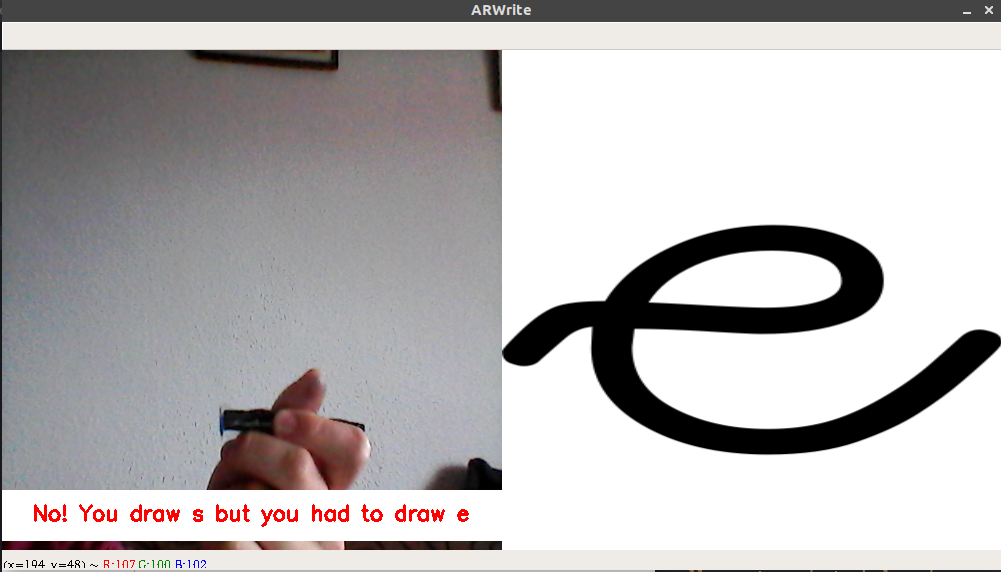 ARWrite
e
No! You draw s but you had to draw e
(x=194, y=48) ~ R:107 G:100 B:102